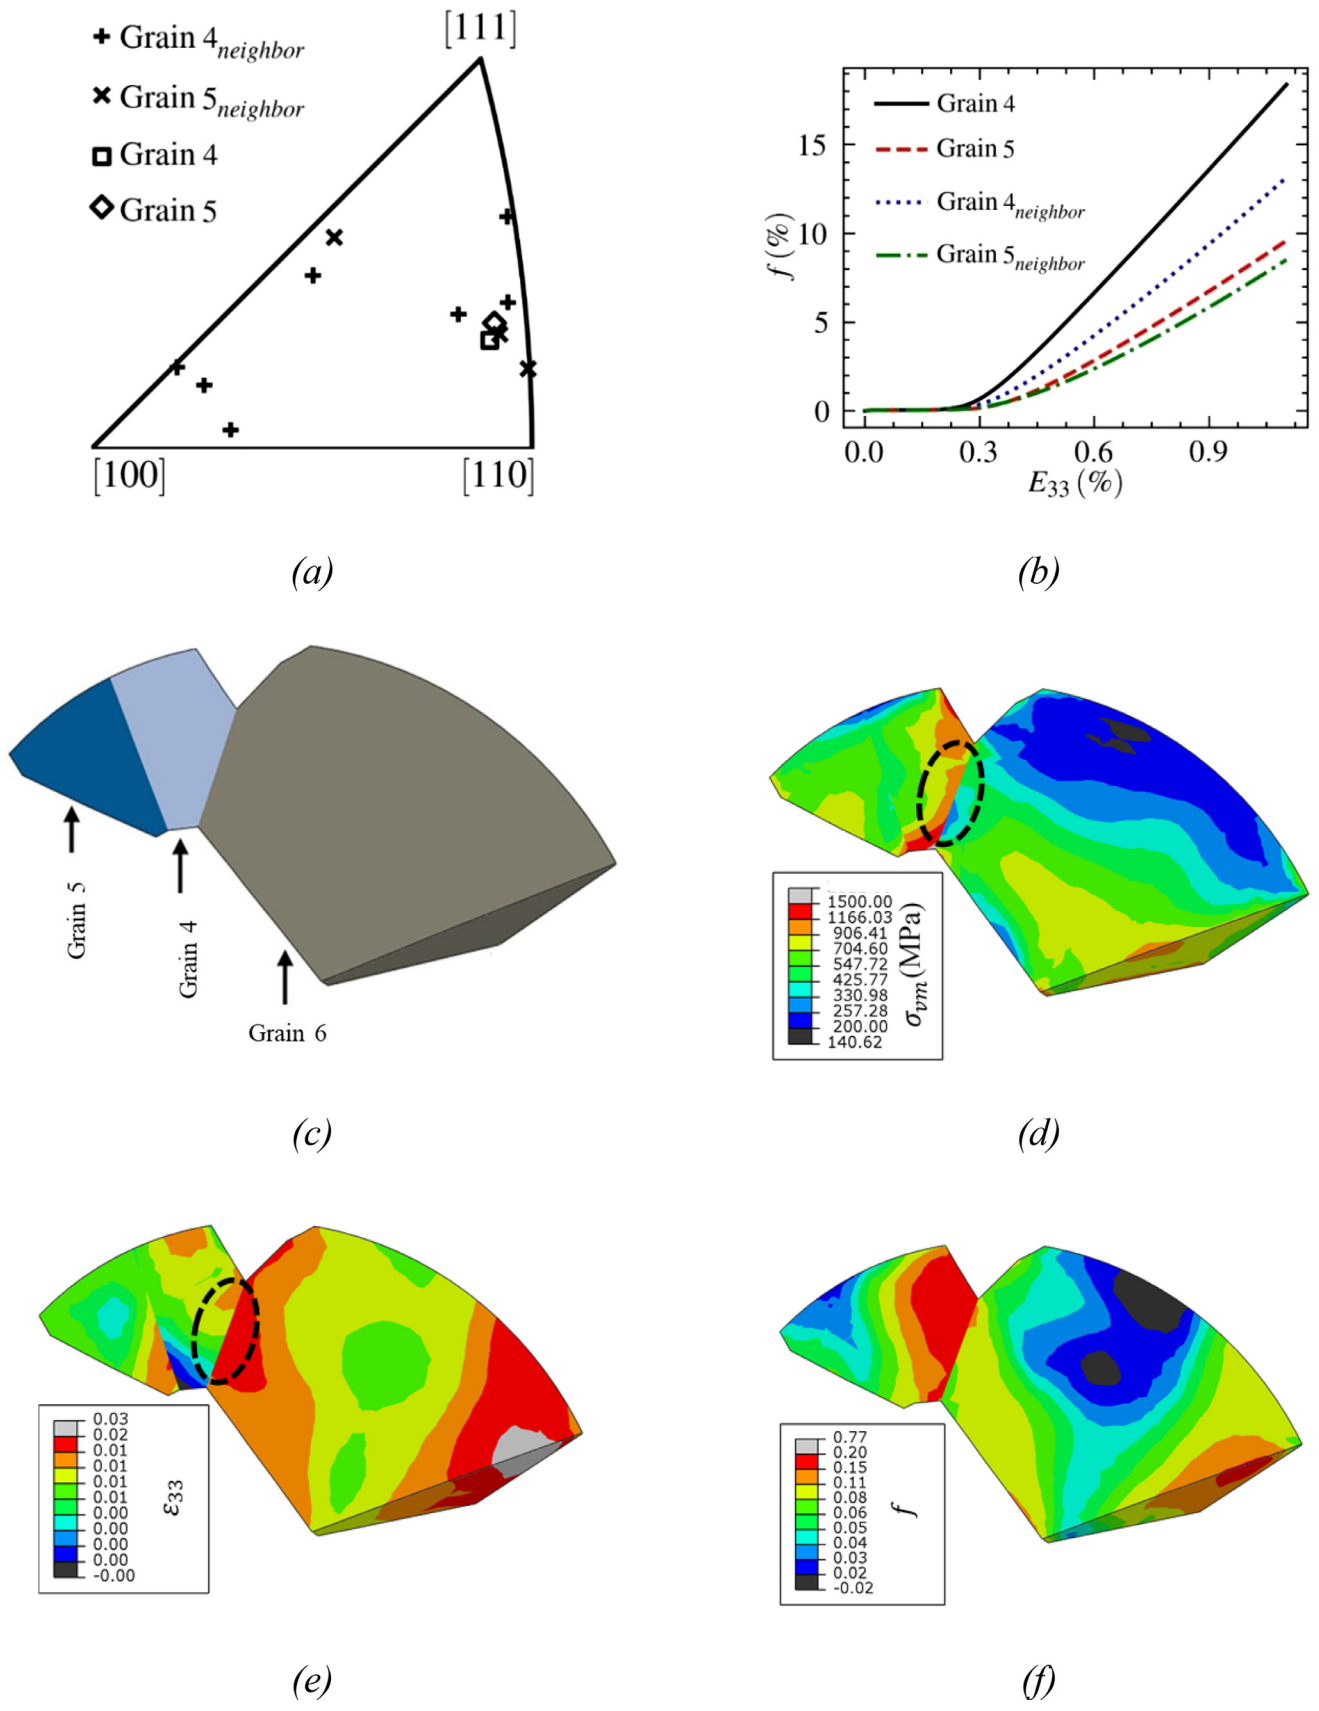 [111]
Grain 4neighbor
Grain 5neighbor
Grain 4
Grain 5
[100] [110]
(a)
Grain 4
Grain 5
Grain 4neighbor
Grain 5neighbor
15
10
5
0
f (%)
0.0 0.3 0.6 0.9
E33 (%)
(b)
Grain 5
Grain 4
Grain 6
(c)
1500.00
1166.03
906.41
704.60
547.72
425.77
330.98
257.28
200.00
140.62
σvm (MPa)
(d)
0.03
0.02
0.01
0.01
0.01
0.01
0.00
0.00
0.00
0.00
-0.00
ε33
(e)
0.77
0.20
0.15
0.11
0.08
0.06
0.05
0.04
0.03
0.02
-0.02
f
(f)